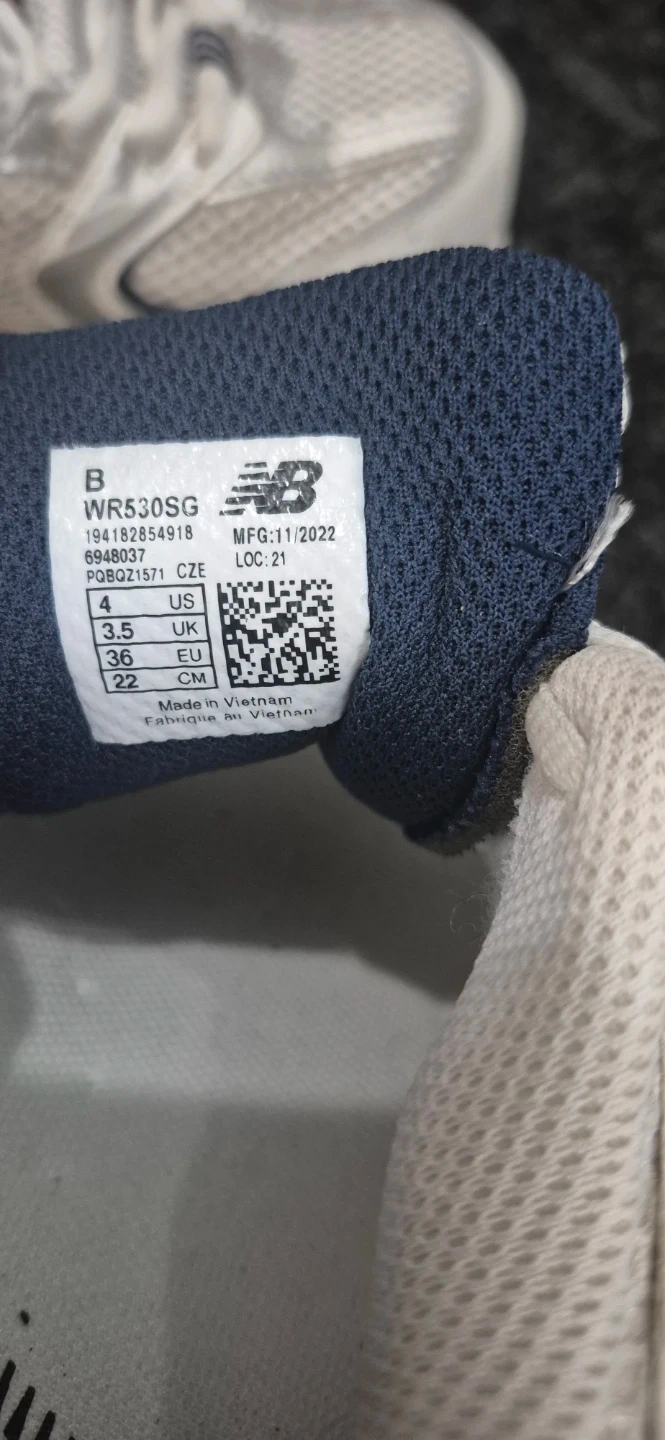 B
WR530SG
194182854918
6948037
PQBQZ1571 CZE
NB
MFG:11/2022
LOC: 21
4 US
3.5 UK
36 EU
22 CM
Made in Vietnam
Fabriqué au Vietnam